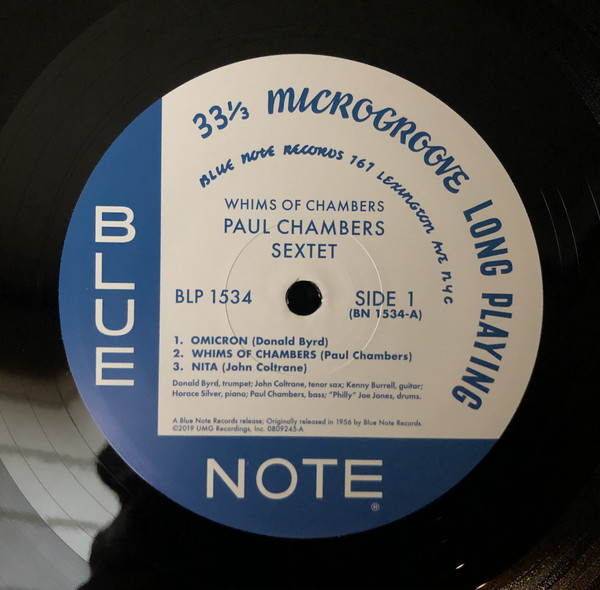 33⅓ MICROGROOVE LONG PLAYING
BLUE NOTE RECORDS 767 LEXINGTON AVE NYC
WHIMS OF CHAMBERS
PAUL CHAMBERS
SEXTET
BLP 1534
SIDE 1
(BN 1534-A)
1. OMICRON (Donald Byrd)
2. WHIMS OF CHAMBERS (Paul Chambers)
3. NITA (John Coltrane)
Donald Byrd, trumpet; John Coltrane, tenor sax; Kenny Burrell, guitar;
Horace Silver, piano; Paul Chambers, bass; "Philly" Joe Jones, drums.
A Blue Note Records release; Originally released in 1956 by Blue Note Records.
©2019 UMG Recordings, Inc. 0809245-A
BLUE
NOTE
®